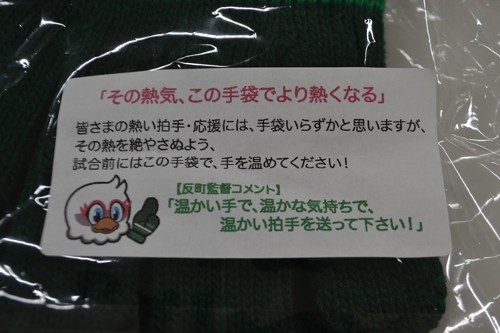 「その熱気、この手袋でより熱くなる」
皆さまの熱い拍手・応援には、手袋いらずかと思いますが、
その熱を絶やさぬよう、
試合前にはこの手袋で、手を温めてください!
【反町監督コメント】
「温かい手で、温かな気持ちで、
温かい拍手を送って下さい!」